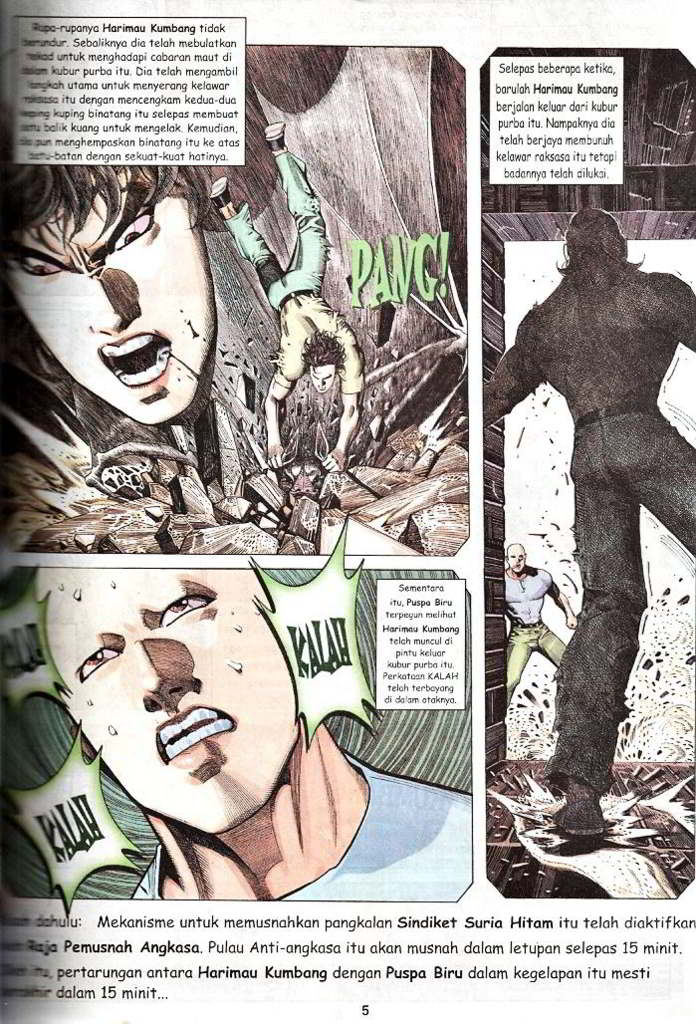 Rupa-rupanya Harimau Kumbang tidak
berundur. Sebaliknya dia telah membulatkan
tekad untuk menghadapi cabaran maut di
dalam kubur purba itu. Dia telah mengambil
langkah utama untuk menyerang kelawar
raksasa itu dengan mencengkam kedua-dua
cuping kuping binatang itu selepas membuat
satu balik kuang untuk mengelak. Kemudian,
dia pun menghempaskan binatang itu ke atas
batu-batan dengan sekuat-kuat hatinya.
PANG!
Selepas beberapa ketika,
barulah Harimau Kumbang
berjalan keluar dari kubur
purba itu. Nampaknya dia
telah berjaya membunuh
kelawar raksasa itu tetapi
badannya telah dilukai.
Sementara
itu, Puspa Biru
terpegun melihat
Harimau Kumbang
telah muncul di
pintu keluar
kubur purba itu.
Perkataan KALAH
telah terbayang
di dalam otaknya.
KALAH
KALAH
KALAH
dahulu: Mekanisme untuk memusnahkan pangkalan Sindiket Suria Hitam itu telah diaktifkan
Raja Pemusnah Angkasa. Pulau Anti-angkasa itu akan musnah dalam letupan selepas 15 minit.
itu, pertarungan antara Harimau Kumbang dengan Puspa Biru dalam kegelapan itu mesti
dalam 15 minit...
5